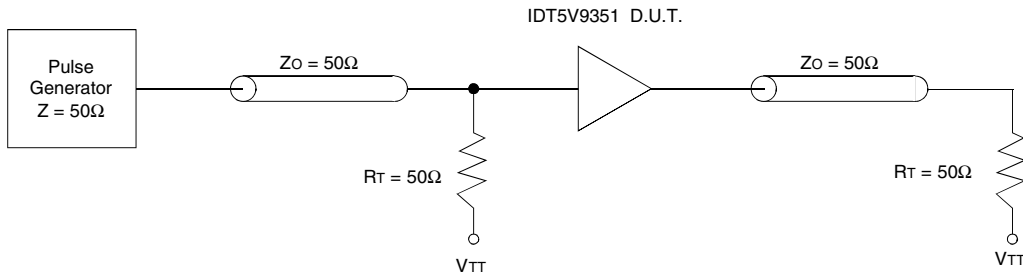 IDT5V9351 D.U.T.
Pulse
Generator
Z = 50Ω
ZO = 50Ω
ZO = 50Ω
RT = 50Ω
RT = 50Ω
VTT
VTT